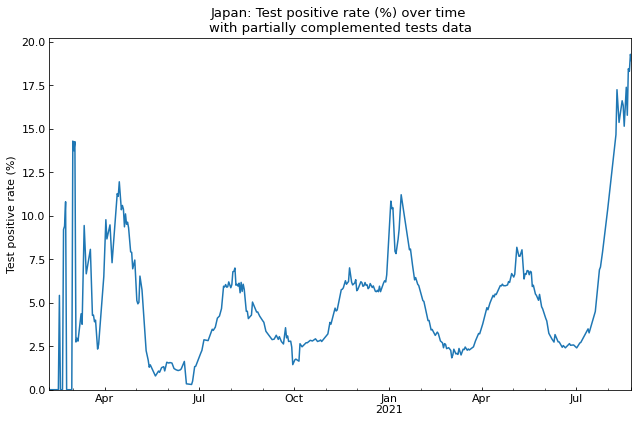 Japan: Test positive rate (%) over time
with partially complemented tests data
Test positive rate (%)
20.0
17.5
15.0
12.5
10.0
7.5
5.0
2.5
0.0
Apr Jul Oct Jan Apr Jul
2021